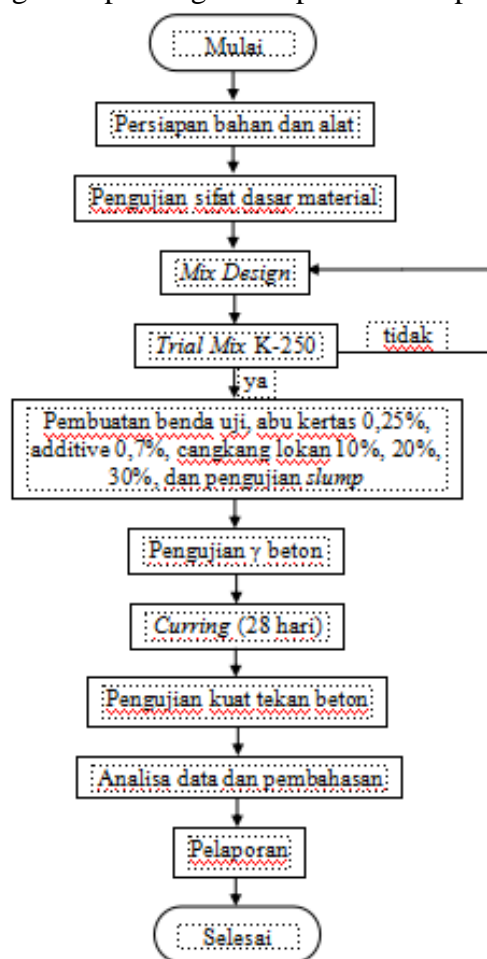 Mulai
Persiapan bahan dan alat
Pengujian sifat dasar material
Mix Design
Trial Mix K-250
tidak
ya
Pembuatan benda uji, abu kertas 0,25%,
additive 0,7%, cangkang lokan 10%, 20%,
30%, dan pengujian slump
Pengujian γ beton
Curring (28 hari)
Pengujian kuat tekan beton
Analisa data dan pembahasan
Pelaporan
Selesai